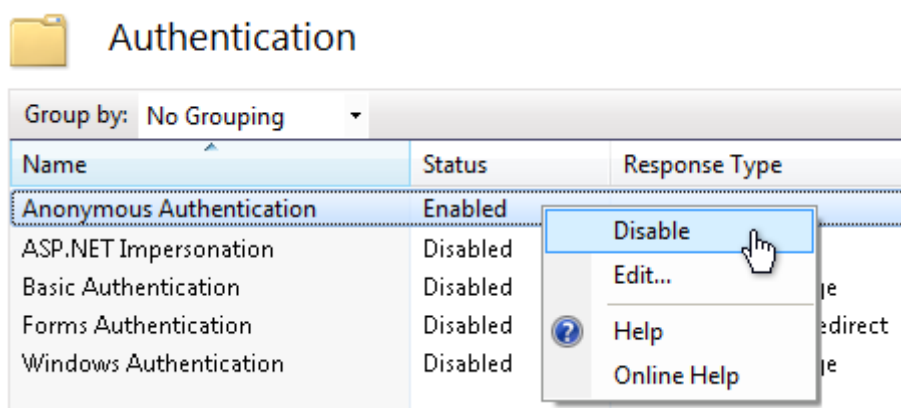 Authentication
Group by: No Grouping
Name Status Response Type
Anonymous Authentication Enabled
Disable
ASP.NET Impersonation Disabled
Edit...
Basic Authentication Disabled
Forms Authentication Disabled
Help
Windows Authentication Disabled
Online Help